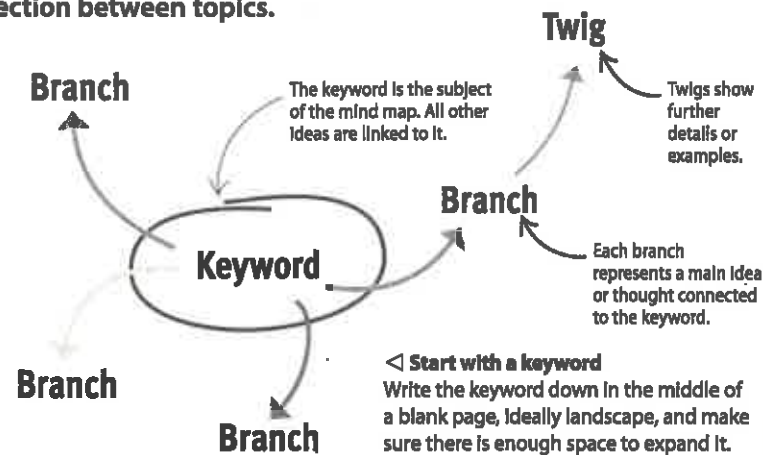 ection between topics.
Twig
Branch
The keyword is the subject
of the mind map. All other
ideas are linked to it.
Twigs show
further
details or
examples.
Branch
Keyword
Each branch
represents a main idea
or thought connected
to the keyword.
Branch
Branch
◁ Start with a keyword
Write the keyword down in the middle of
a blank page, ideally landscape, and make
sure there is enough space to expand it.